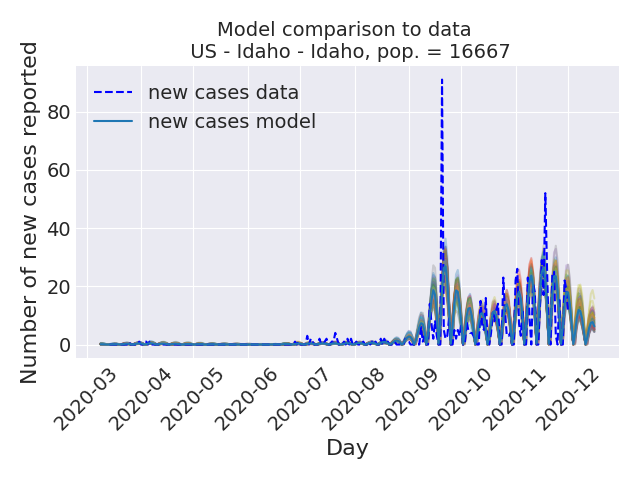 Model comparison to data
US - Idaho - Idaho, pop. = 16667
Number of new cases reported
new cases data
new cases model
80
60
40
20
0
2020-03
2020-04
2020-05
2020-06
2020-07
2020-08
2020-09
2020-10
2020-11
2020-12
Day